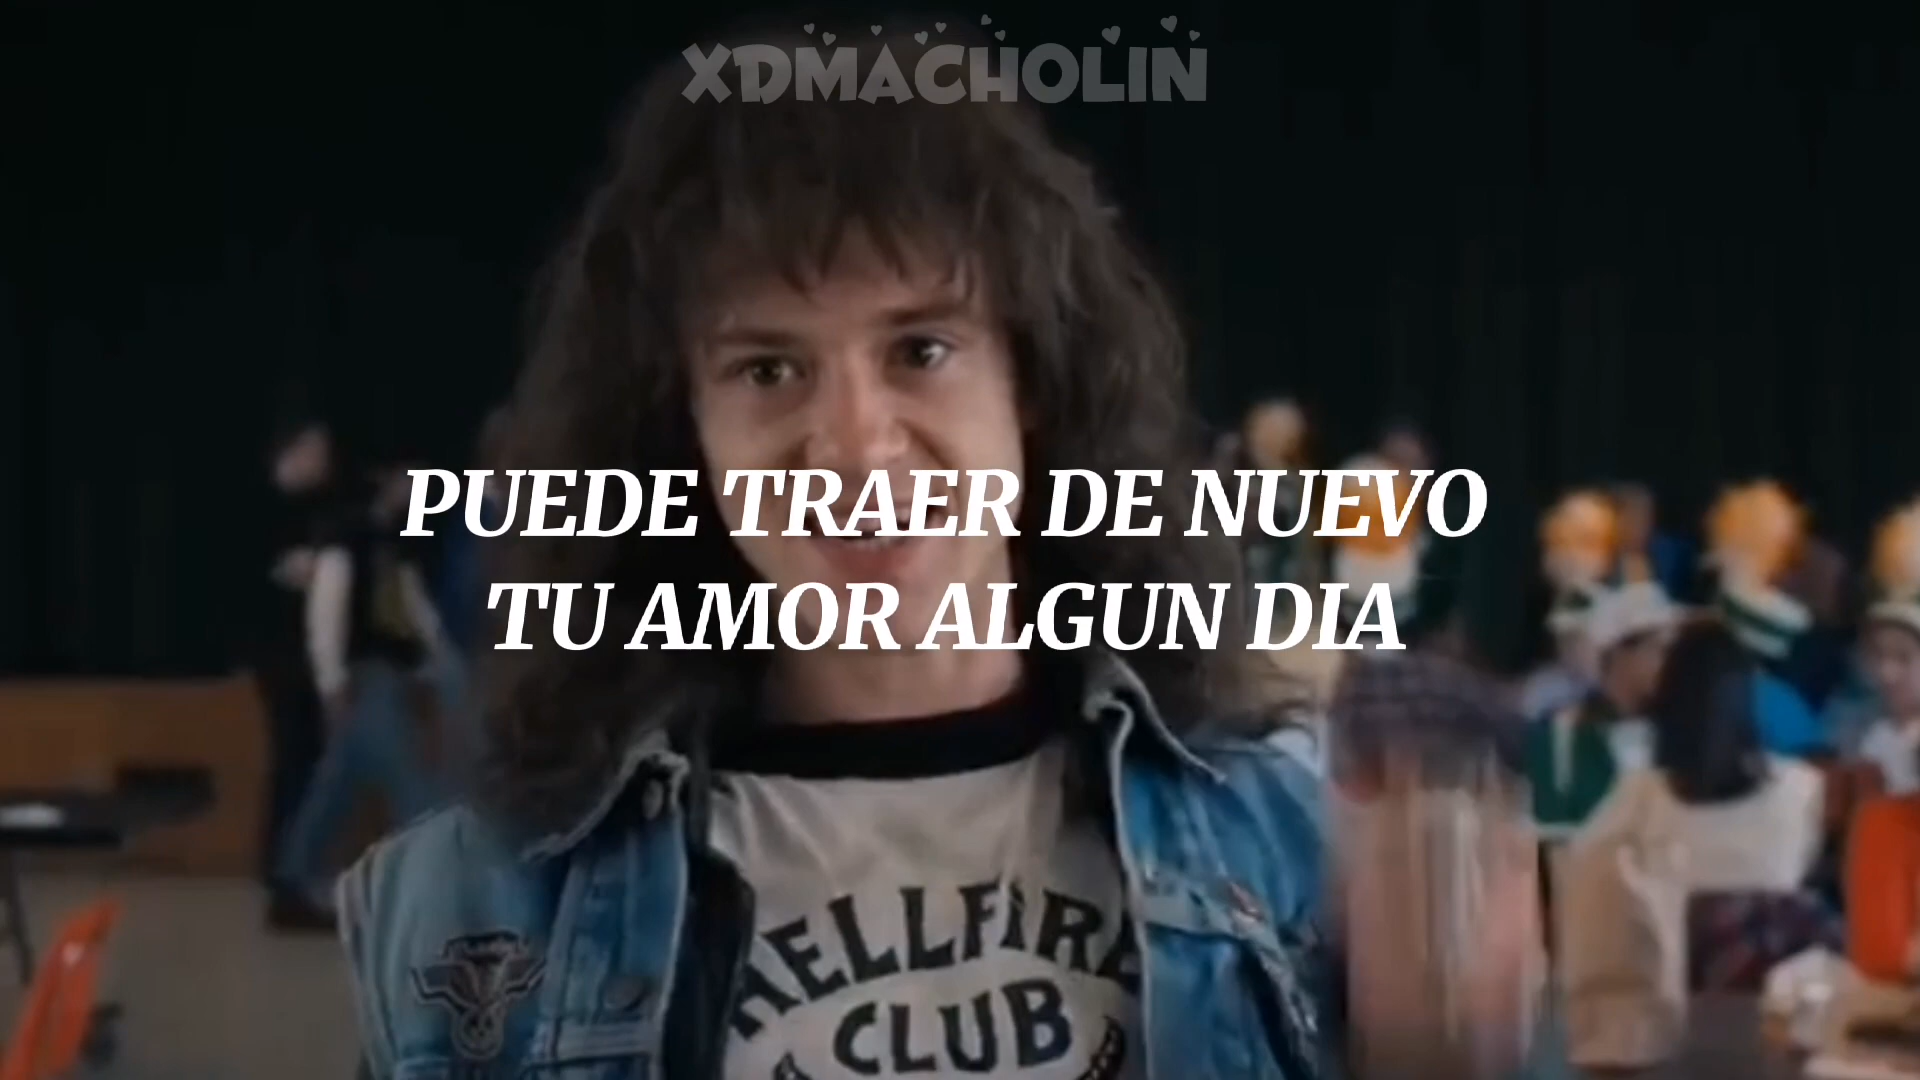 XDMACHOLIN
PUEDE TRAER DE NUEVO
TU AMOR ALGUN DIA
HELLFIRE
CLUB